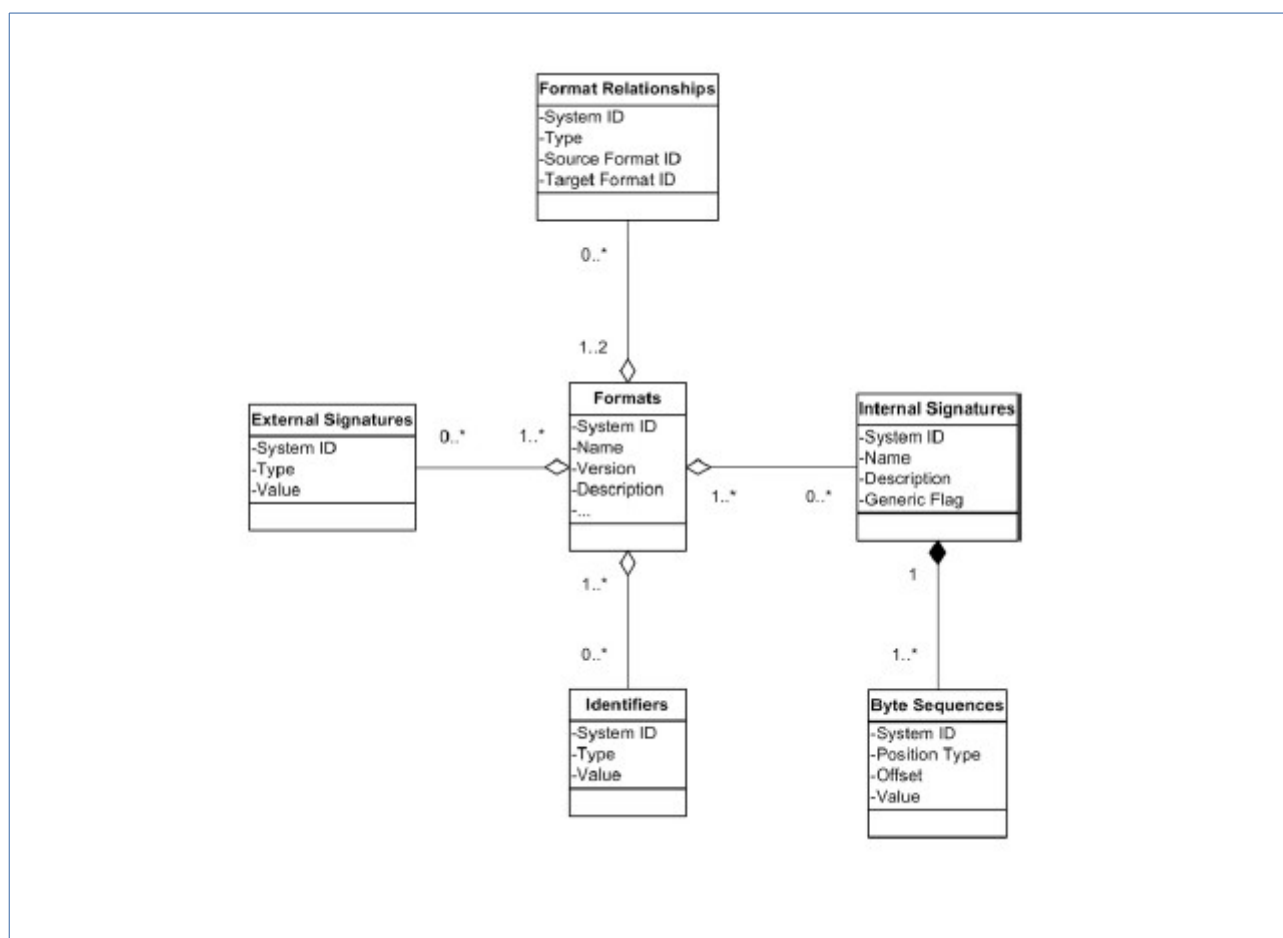 Format Relationships
-System ID
-Type
-Source Format ID
-Target Format ID
0..*
1..2
External Signatures
-System ID
-Type
-Value
0..*
1..*
Formats
-System ID
-Name
-Version
-Description
-...
1..*
0..*
Internal Signatures
-System ID
-Name
-Description
-Generic Flag
1..*
0..*
Identifiers
-System ID
-Type
-Value
1
1..*
Byte Sequences
-System ID
-Position Type
-Offset
-Value